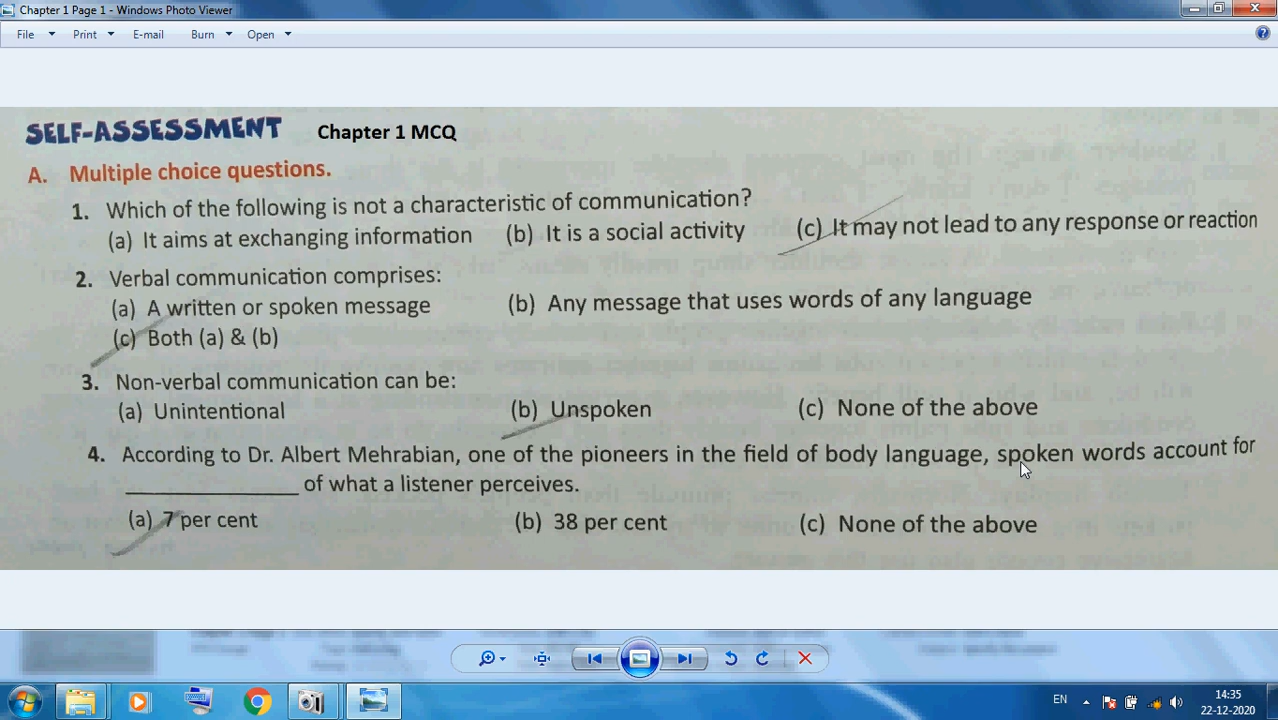 Chapter 1 Page 1 - Windows Photo Viewer
File Print E-mail Burn Open
SELF-ASSESSMENT Chapter 1 MCQ
A. Multiple choice questions.
1. Which of the following is not a characteristic of communication?
(a) It aims at exchanging information (b) It is a social activity (c) It may not lead to any response or reaction
2. Verbal communication comprises:
(a) A written or spoken message (b) Any message that uses words of any language
(c) Both (a) & (b)
3. Non-verbal communication can be:
(a) Unintentional (b) Unspoken (c) None of the above
4. According to Dr. Albert Mehrabian, one of the pioneers in the field of body language, spoken words account for
____________ of what a listener perceives.
(a) 7 per cent (b) 38 per cent (c) None of the above
EN 14:35
22-12-2020